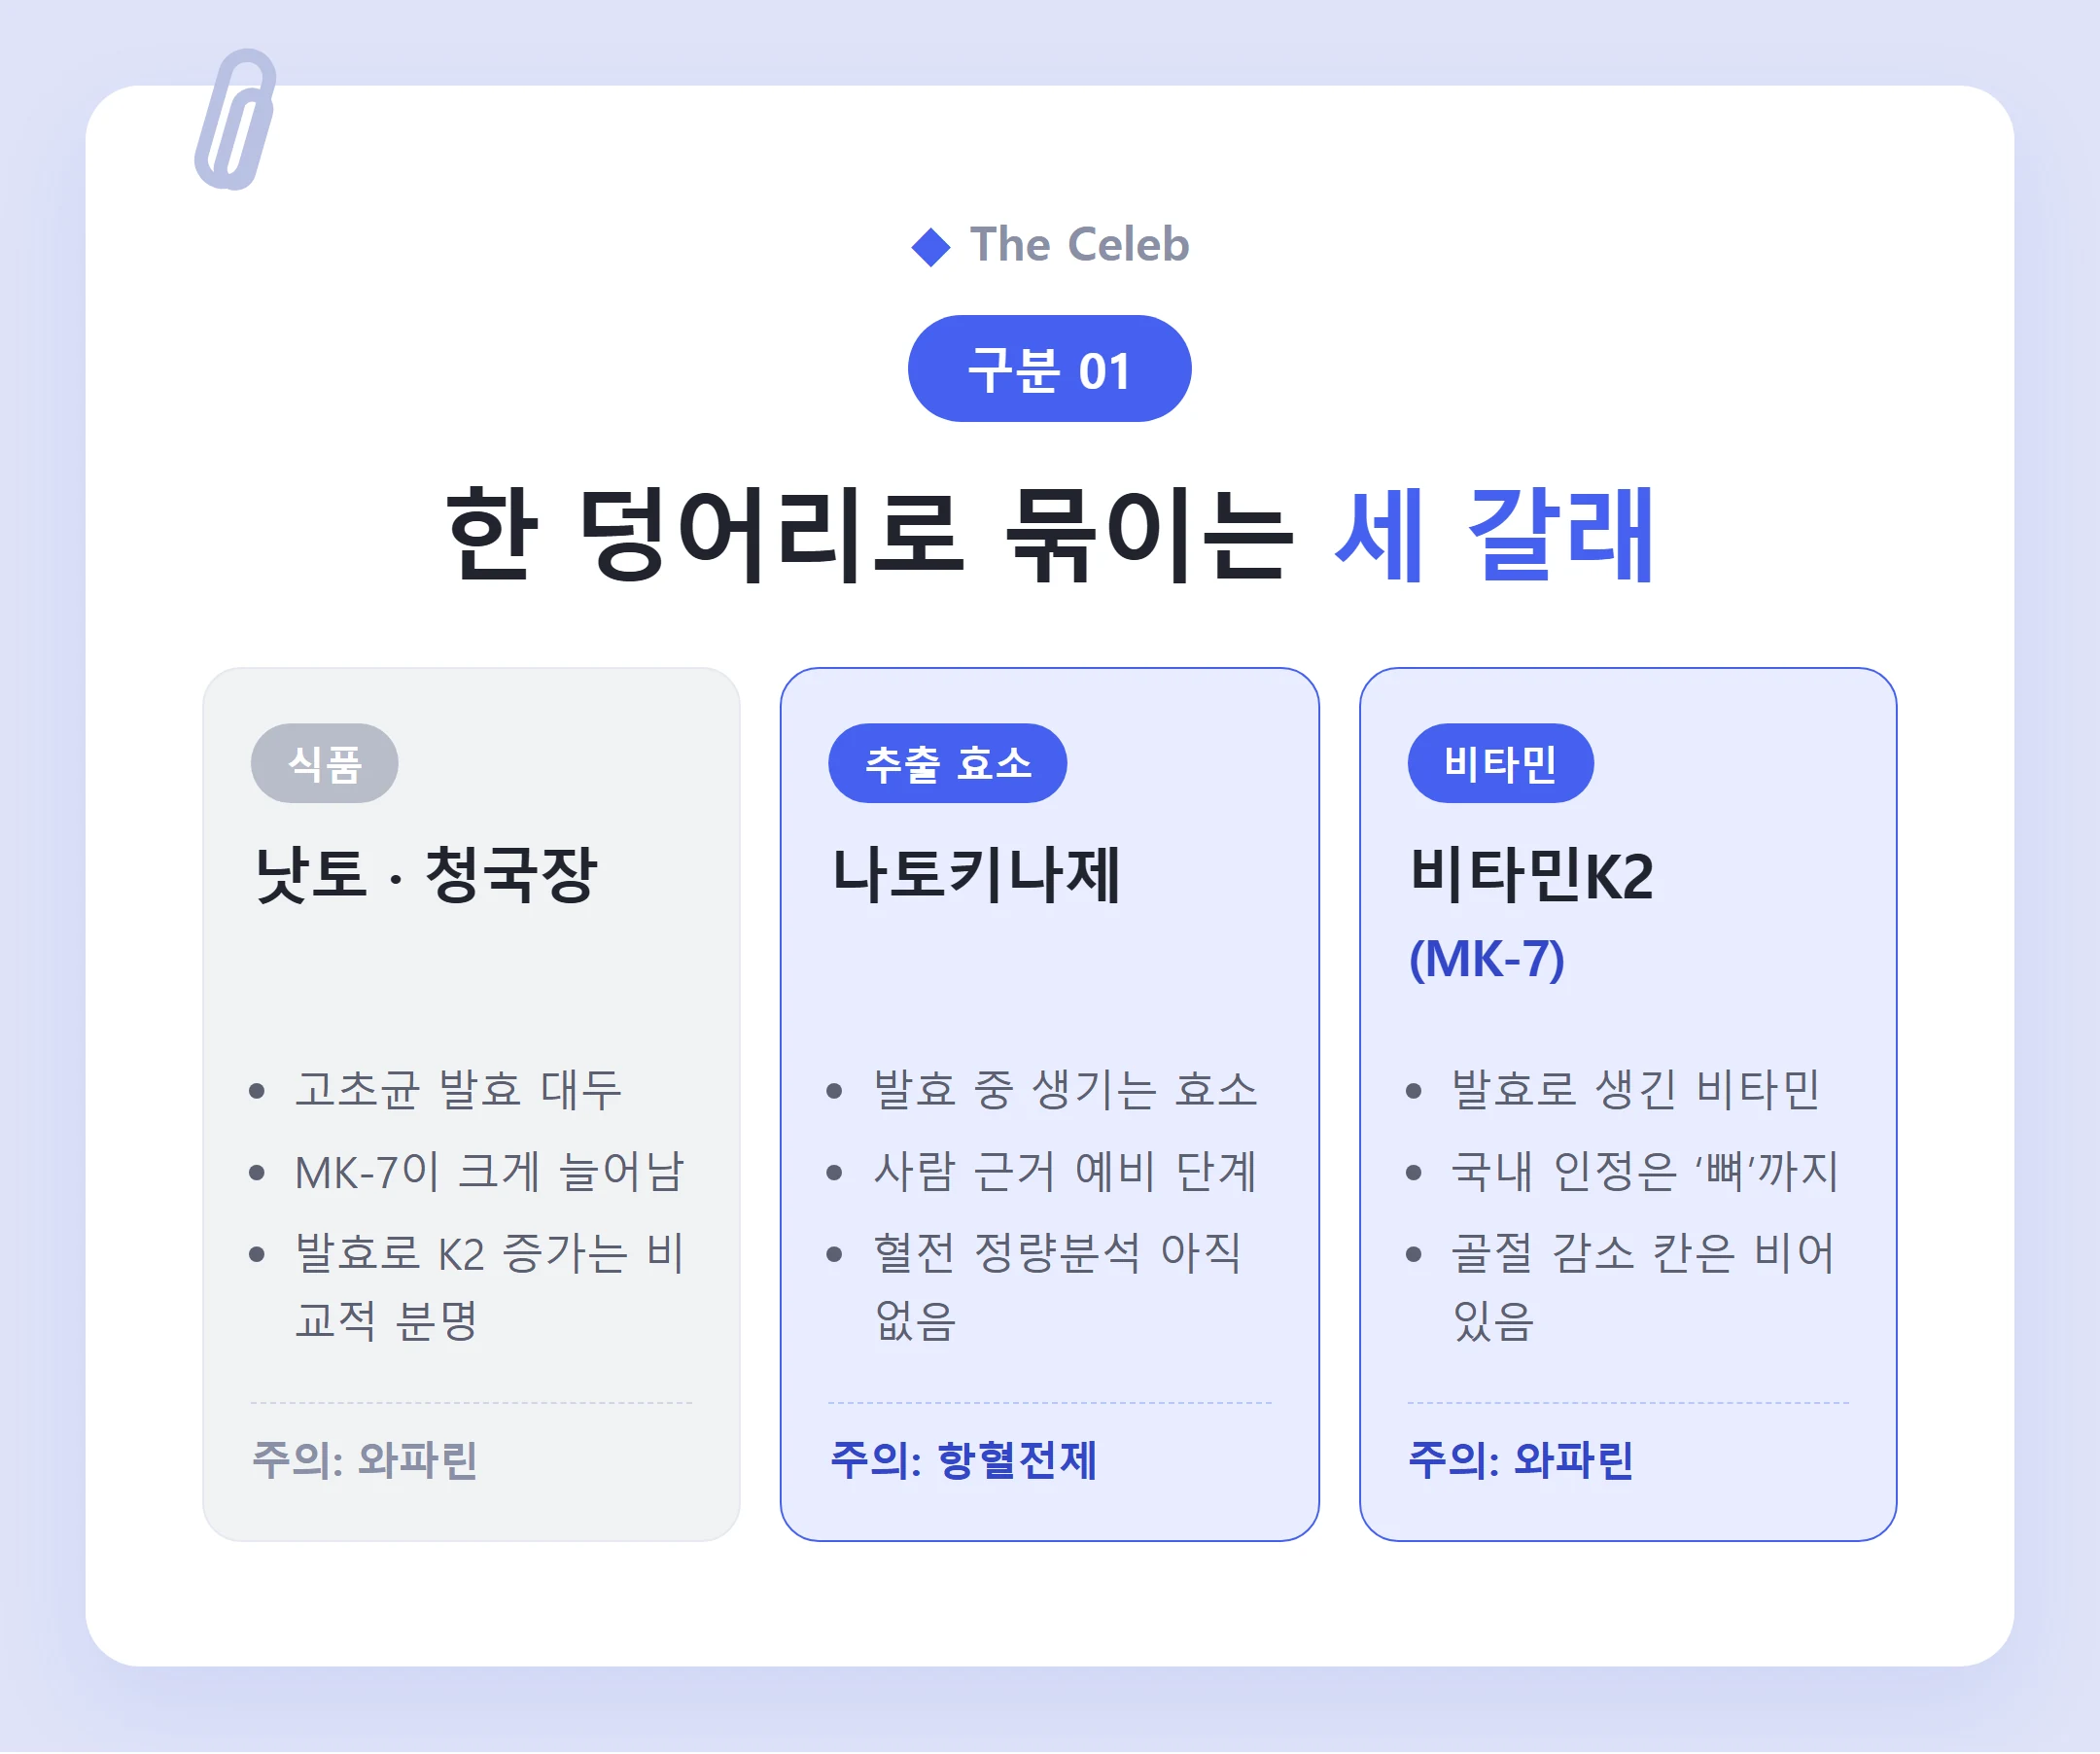 The Celeb
구분 01
한 덩어리로 묶이는 세 갈래
식품
낫토 · 청국장
고초균 발효 대두
MK-7이 크게 늘어남
발효로 K2 증가는 비
교적 분명
주의: 와파린
추출 효소
나토키나제
발효 중 생기는 효소
사람 근거 예비 단계
혈전 정량분석 아직
없음
주의: 항혈전제
비타민
비타민K2
(MK-7)
발효로 생긴 비타민
국내 인정은 ‘뼈’까지
골절 감소 칸은 비어
있음
주의: 와파린